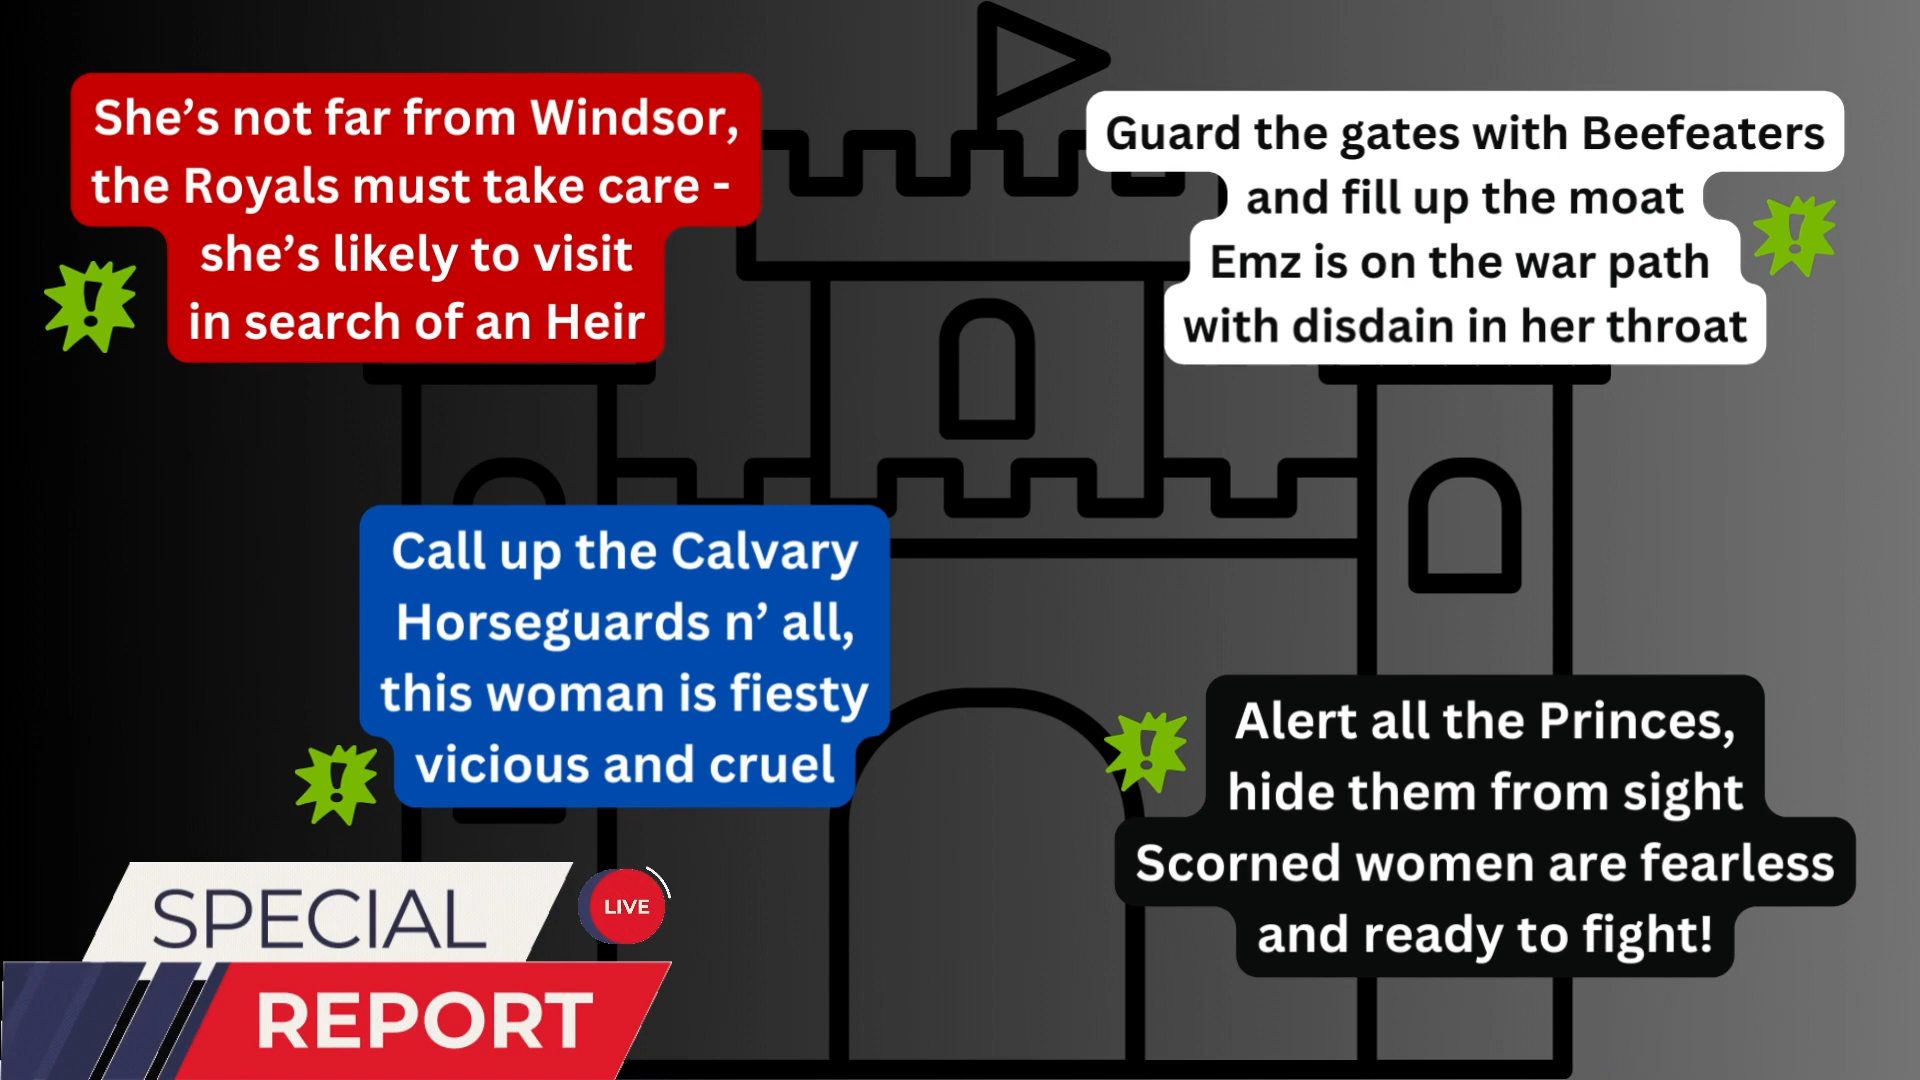 She’s not far from Windsor,
the Royals must take care -
she’s likely to visit
in search of an Heir
Guard the gates with Beefeaters
and fill up the moat
Emz is on the war path
with disdain in her throat
Call up the Calvary
Horseguards n’ all,
this woman is fiesty
vicious and cruel
Alert all the Princes,
hide them from sight
Scorned women are fearless
and ready to fight!
SPECIAL
LIVE
REPORT